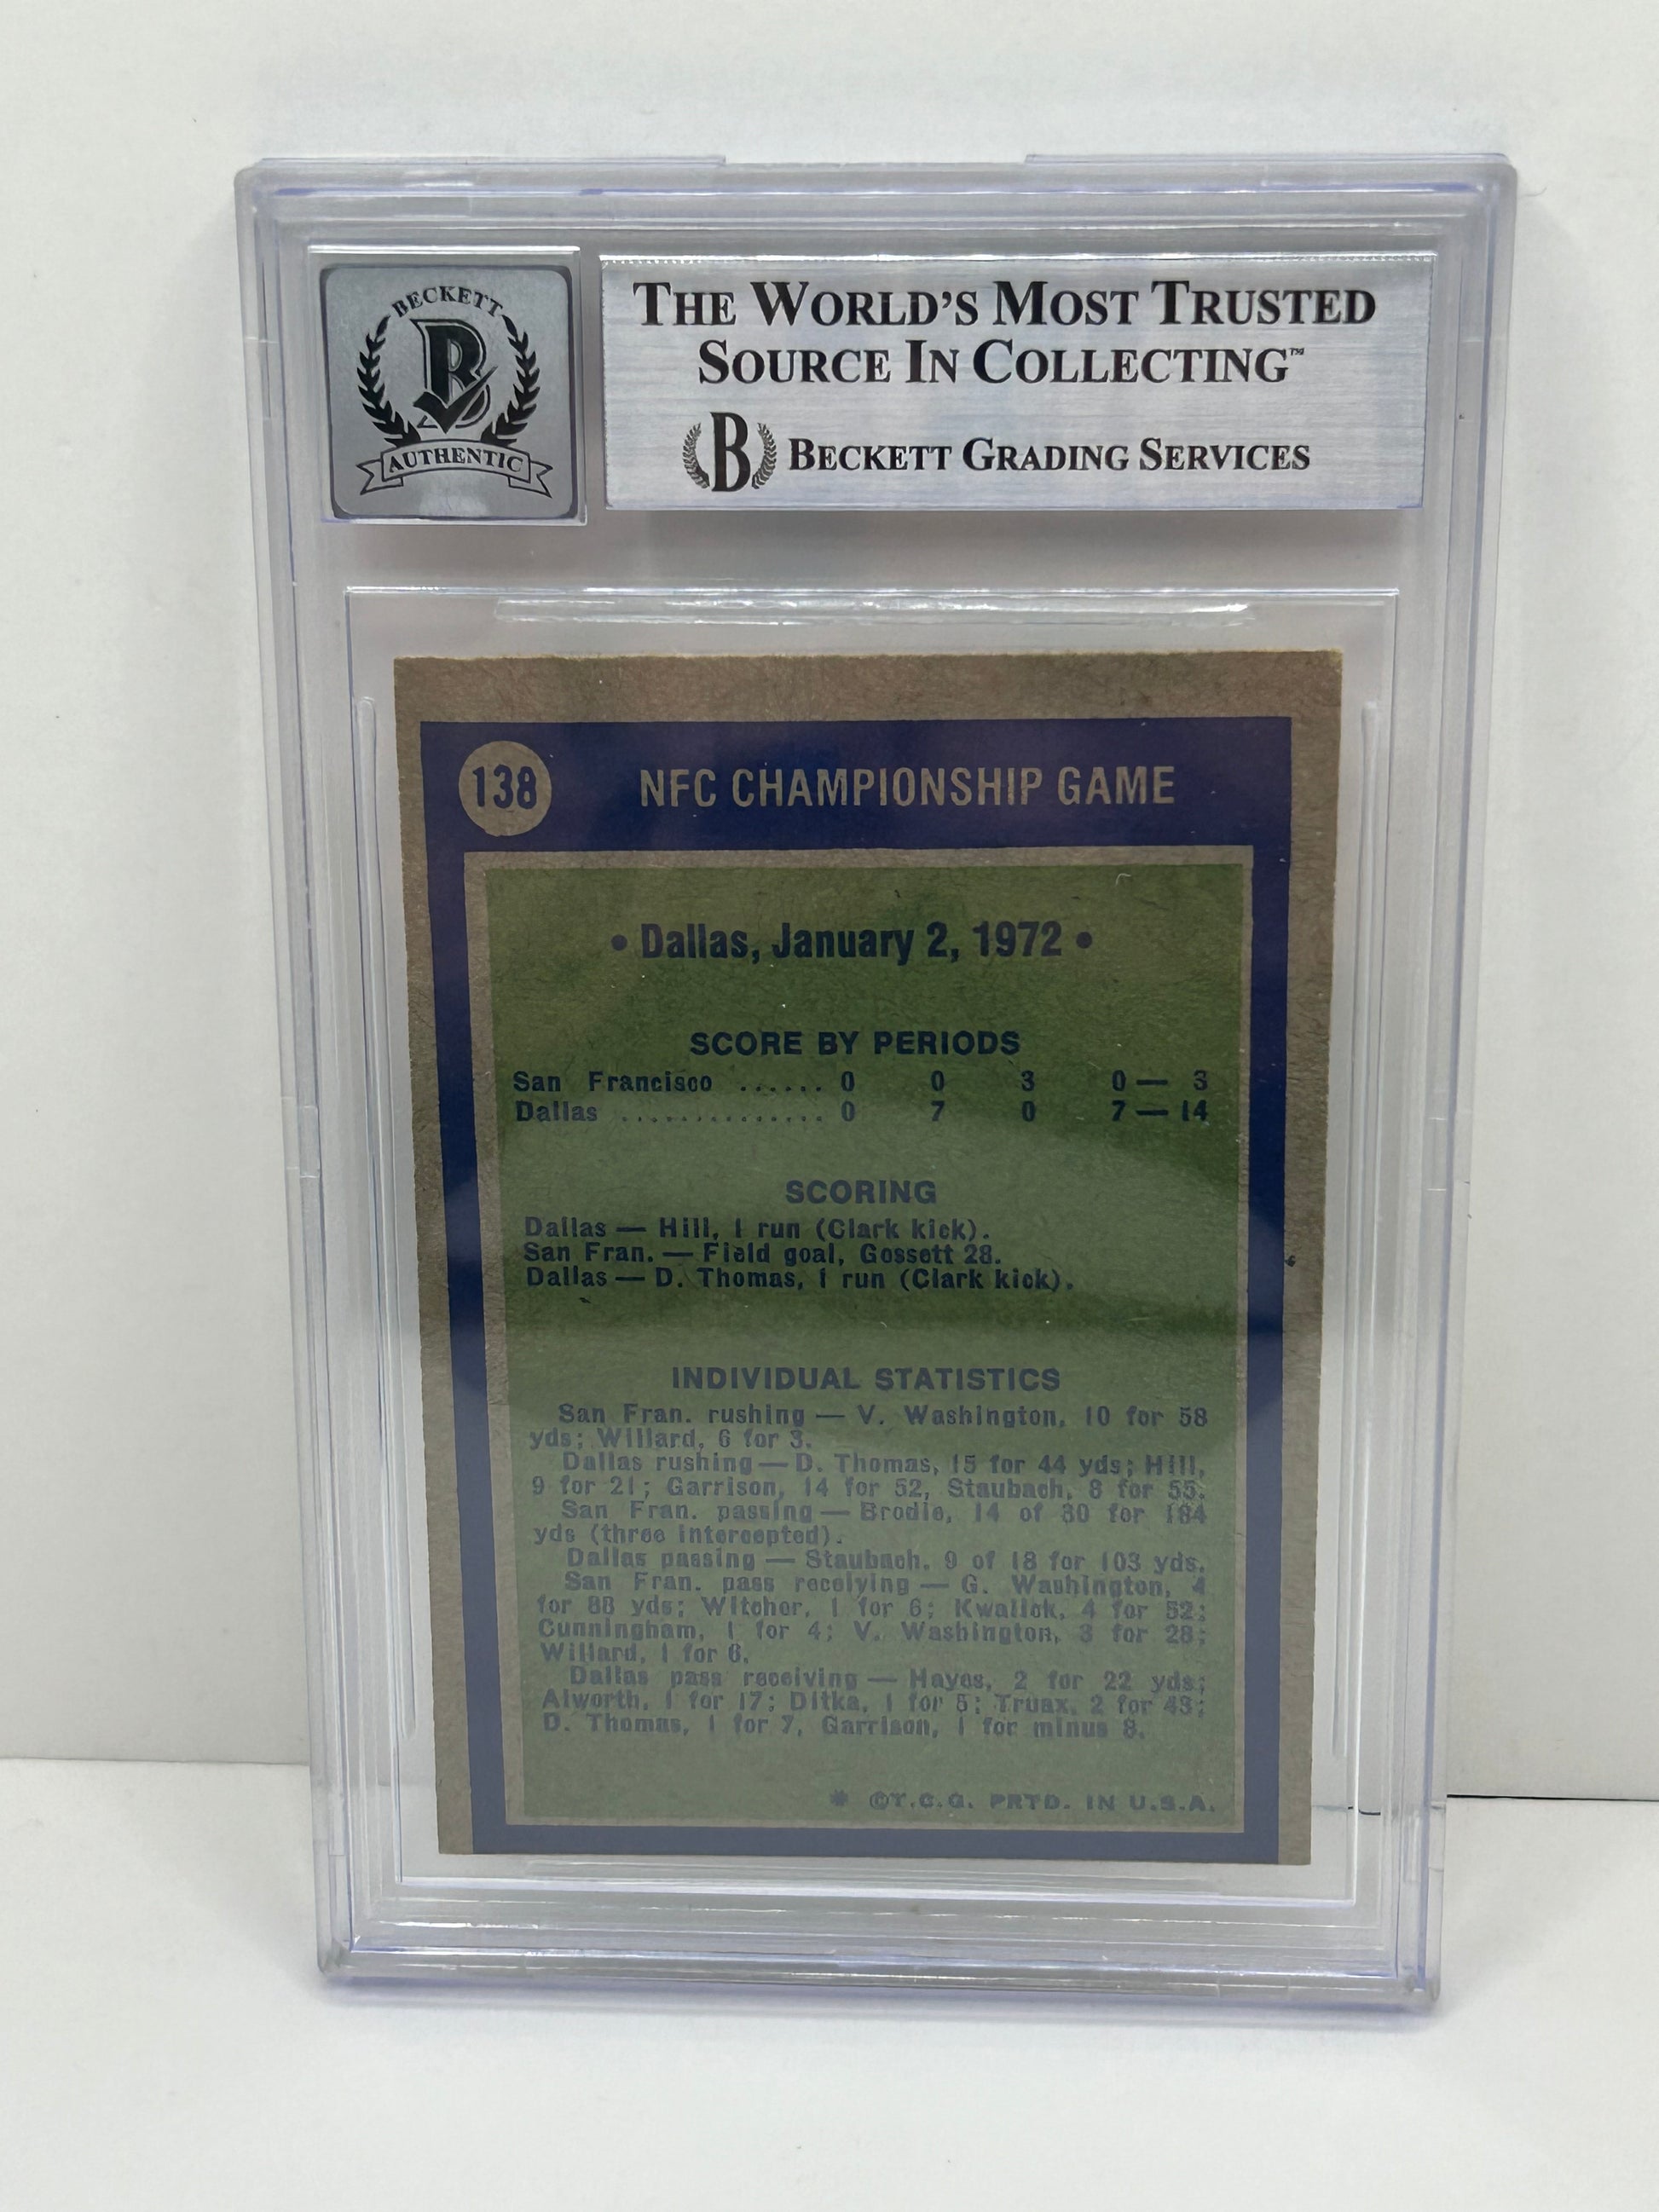 BECKETT
B
AUTHENTIC
THE WORLD'S MOST TRUSTED
SOURCE IN COLLECTING™
B BECKETT GRADING SERVICES
138 NFC CHAMPIONSHIP GAME
• Dallas, January 2, 1972 •
SCORE BY PERIODS
San Francisco ...... 0 0 3 0 — 3
Dallas .............. 0 7 0 7 — 14
SCORING
Dallas — Hill, 1 run (Clark kick).
San Fran. — Field goal, Gossett 28.
Dallas — D. Thomas, 1 run (Clark kick).
INDIVIDUAL STATISTICS
San Fran. rushing — V. Washington, 10 for 58
yds; Willard, 6 for 3.
Dallas rushing — D. Thomas, 15 for 44 yds; Hill,
9 for 21; Garrison, 14 for 52, Staubach, 8 for 55.
San Fran. passing — Brodie, 14 of 30 for 184
yds (three intercepted).
Dallas passing — Staubach, 9 of 18 for 103 yds.
San Fran. pass receiving — G. Washington, 4
for 88 yds; Witcher, 1 for 6; Kwalick, 4 for 52;
Cunningham, 1 for 4; V. Washington, 3 for 28;
Willard, 1 for 6.
Dallas pass receiving — Hayes, 2 for 22 yds;
Alworth, 1 for 17; Ditka, 1 for 5; Truax, 2 for 43;
D. Thomas, 1 for 7, Garrison, 1 for minus 8.
* ©T.C.G. PRTD. IN U.S.A.